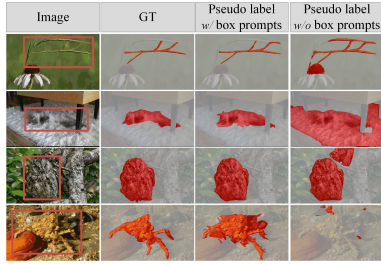 Image
GT
Pseudo label
w/ box prompts
Pseudo label
w/o box prompts